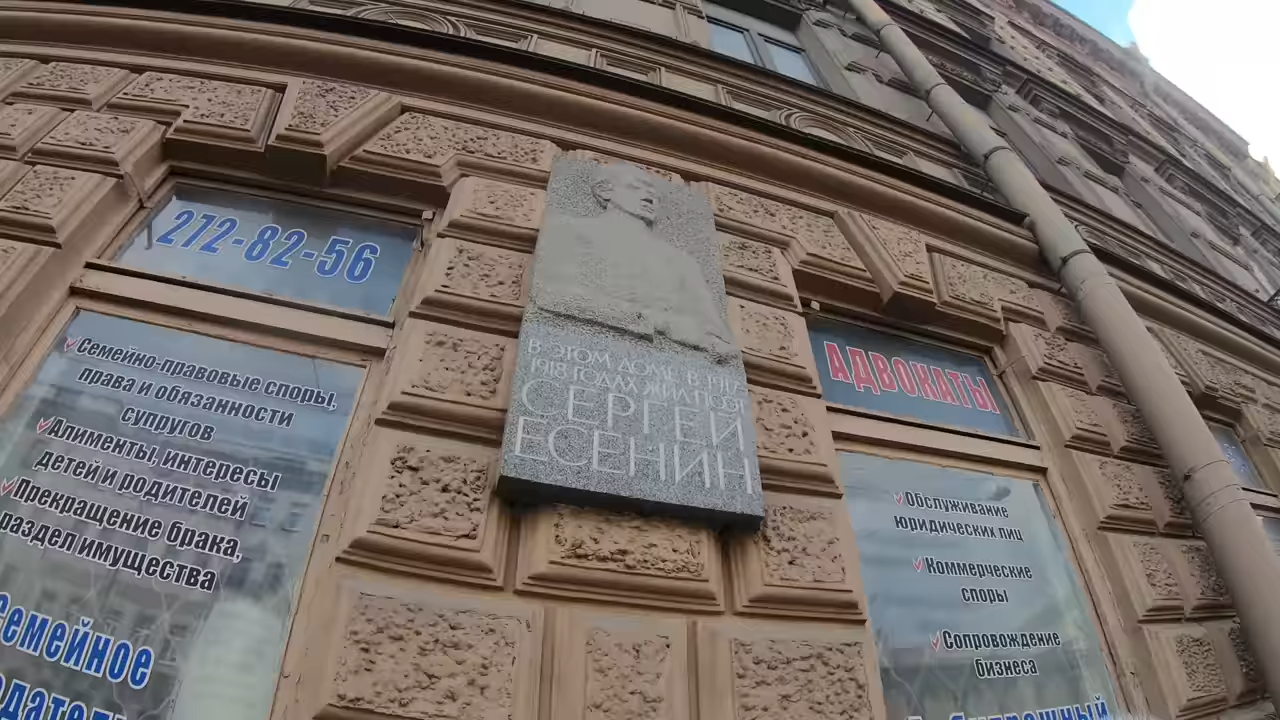 272-82-56
Семейно-правовые споры,
права и обязанности
супругов
Алименты, интересы
детей и родителей
Прекращение брака,
раздел имущества
Семейное
В ЭТОМ ДОМЕ В 1917
1918 ГОДАХ ЖИЛ ПОЭТ
СЕРГЕЙ
ЕСЕНИН
АДВОКАТЫ
Обслуживание
юридических лиц
Коммерческие
споры
Сопровождение
бизнеса